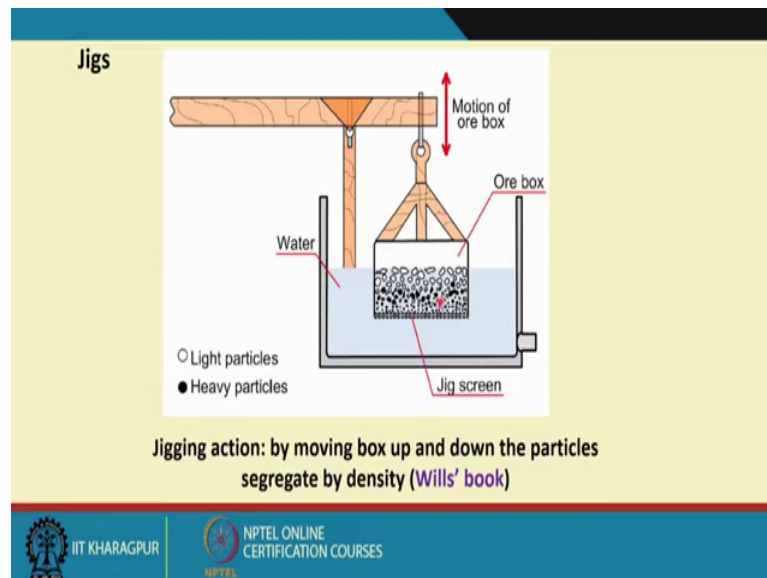 Jigs
Motion of
ore box
Ore box
Water
Light particles
Heavy particles
Jig screen
Jigging action: by moving box up and down the particles
segregate by density (Wills' book)
IIT KHARAGPUR
NPTEL
NPTEL ONLINE
CERTIFICATION COURSES